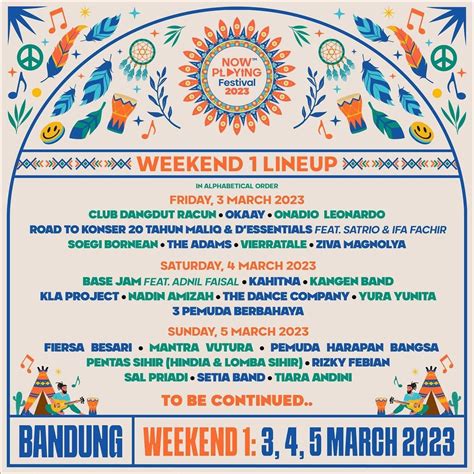 NOW™
PLAYING
Festival
2023
WEEKEND 1 LINEUP
IN ALPHABETICAL ORDER
FRIDAY, 3 MARCH 2023
CLUB DANGDUT RACUN • OKAAY • ONADIO LEONARDO
ROAD TO KONSER 20 TAHUN MALIQ & D'ESSENTIALS FEAT. SATRIO & IFA FACHIR
SOEGI BORNEAN • THE ADAMS • VIERRATALE • ZIVA MAGNOLYA
SATURDAY, 4 MARCH 2023
BASE JAM FEAT. ADNIL FAISAL • KAHITNA • KANGEN BAND
KLA PROJECT • NADIN AMIZAH • THE DANCE COMPANY • YURA YUNITA
3 PEMUDA BERBAHAYA
SUNDAY, 5 MARCH 2023
FIERSA BESARI • MANTRA VUTURA • PEMUDA HARAPAN BANGSA
PENTAS SIHIR (HINDIA & LOMBA SIHIR) • RIZKY FEBIAN
SAL PRIADI • SETIA BAND • TIARA ANDINI
TO BE CONTINUED..
BANDUNG
WEEKEND 1: 3, 4, 5 MARCH 2023